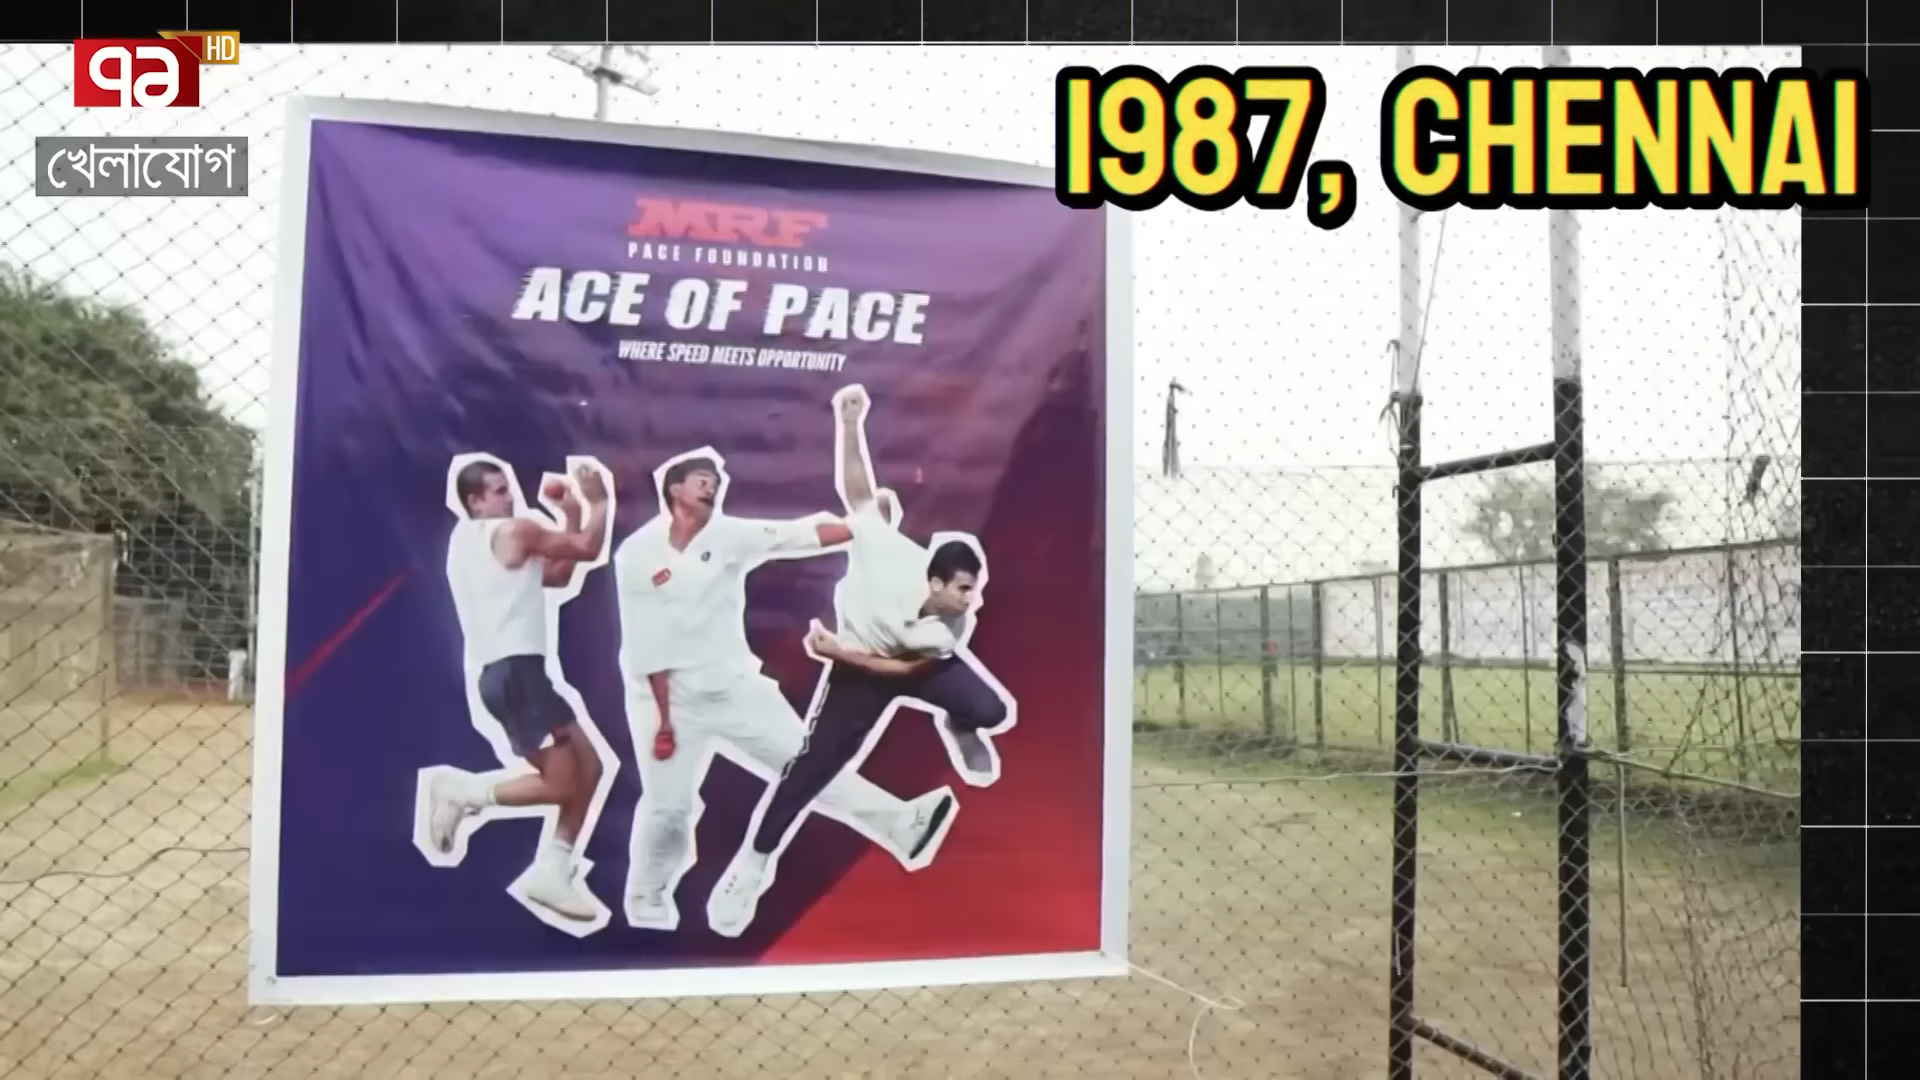 ৭১
HD
খেলাযোগ
1987, CHENNAI
MRF
PACE FOUNDATION
ACE OF PACE
WHERE SPEED MEETS OPPORTUNITY